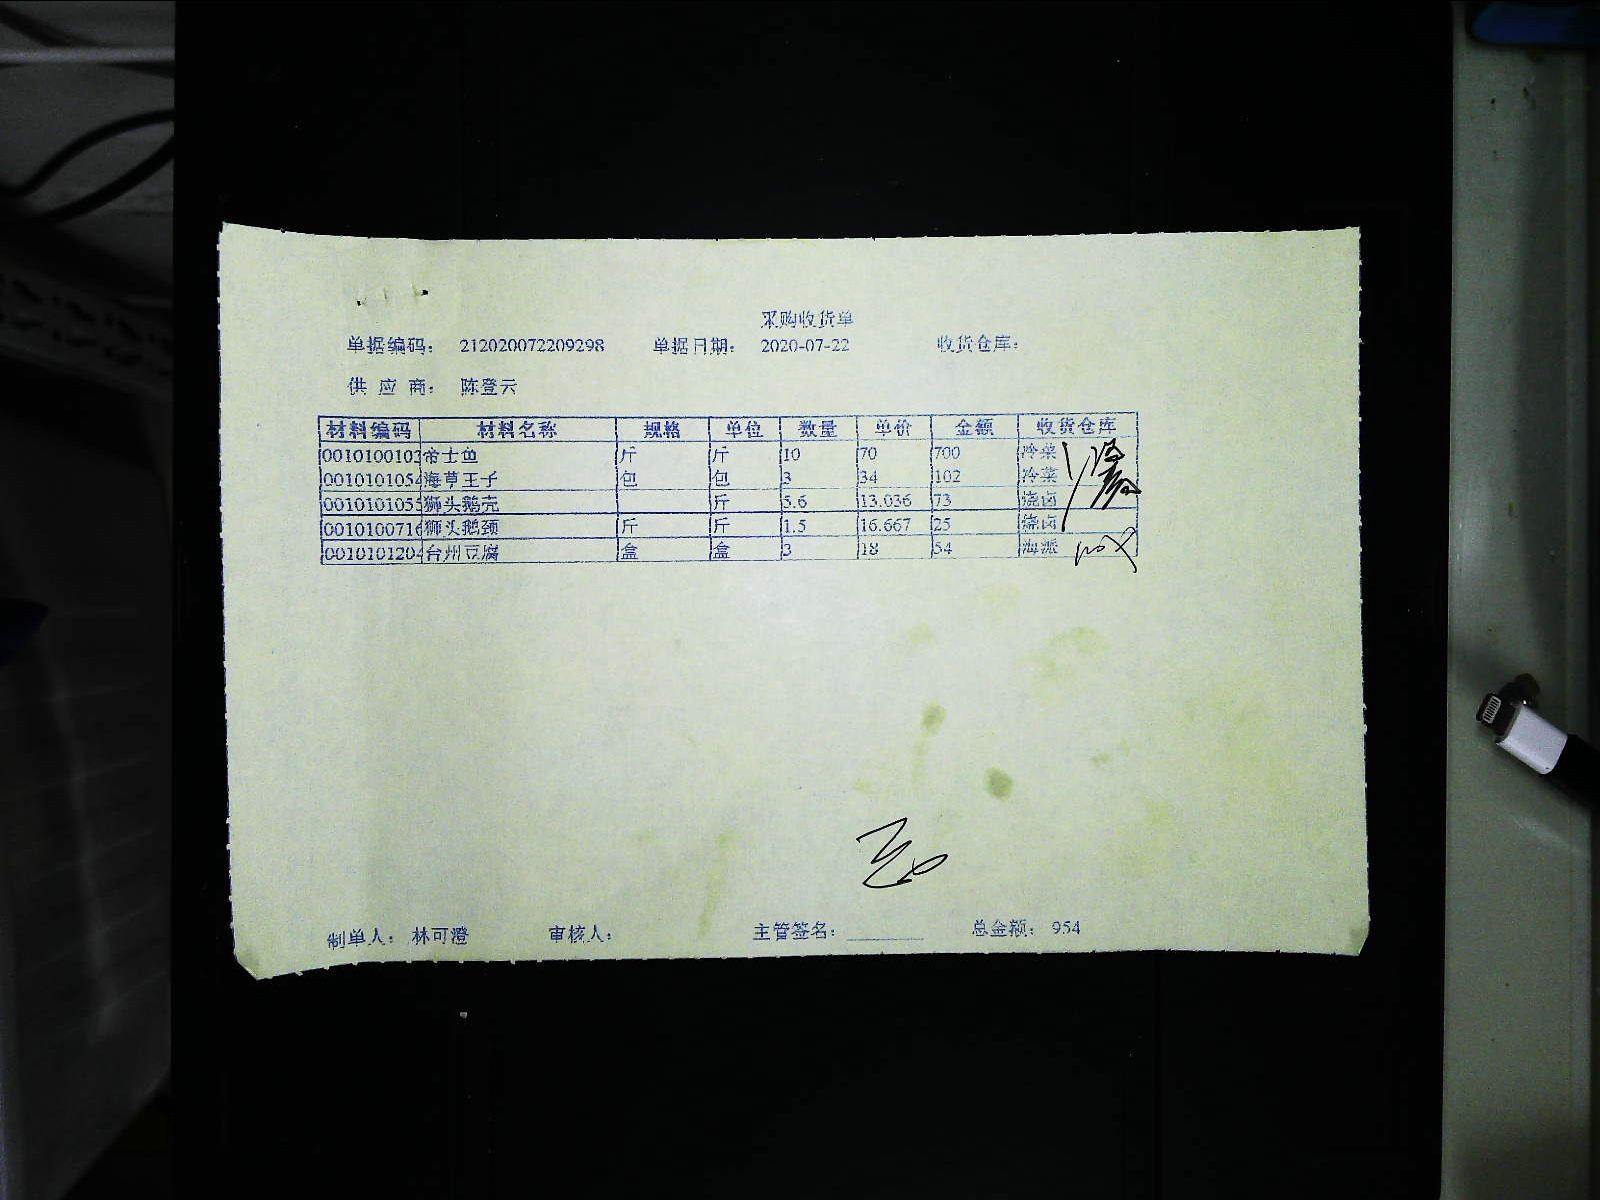 采购收货单
单据编码： 212020072209298 单据日期： 2020-07-22 收货仓库：
供 应 商： 陈登云
材料编码 材料名称 规格 单位 数量 单价 金额 收货仓库
0010100103 帝士鱼 斤 斤 10 70 700 冷菜
0010101054 海草王子 包 包 3 34 102 冷菜
0010101055 狮头鹅壳 斤 5.6 13.036 73 烧卤
0010100716 狮头鹅颈 斤 斤 1.5 16.667 25 烧卤
0010101204 台州豆腐 盒 盒 3 18 54 海派
制单人： 林可澄 审核人： 主管签名： 总金额： 954